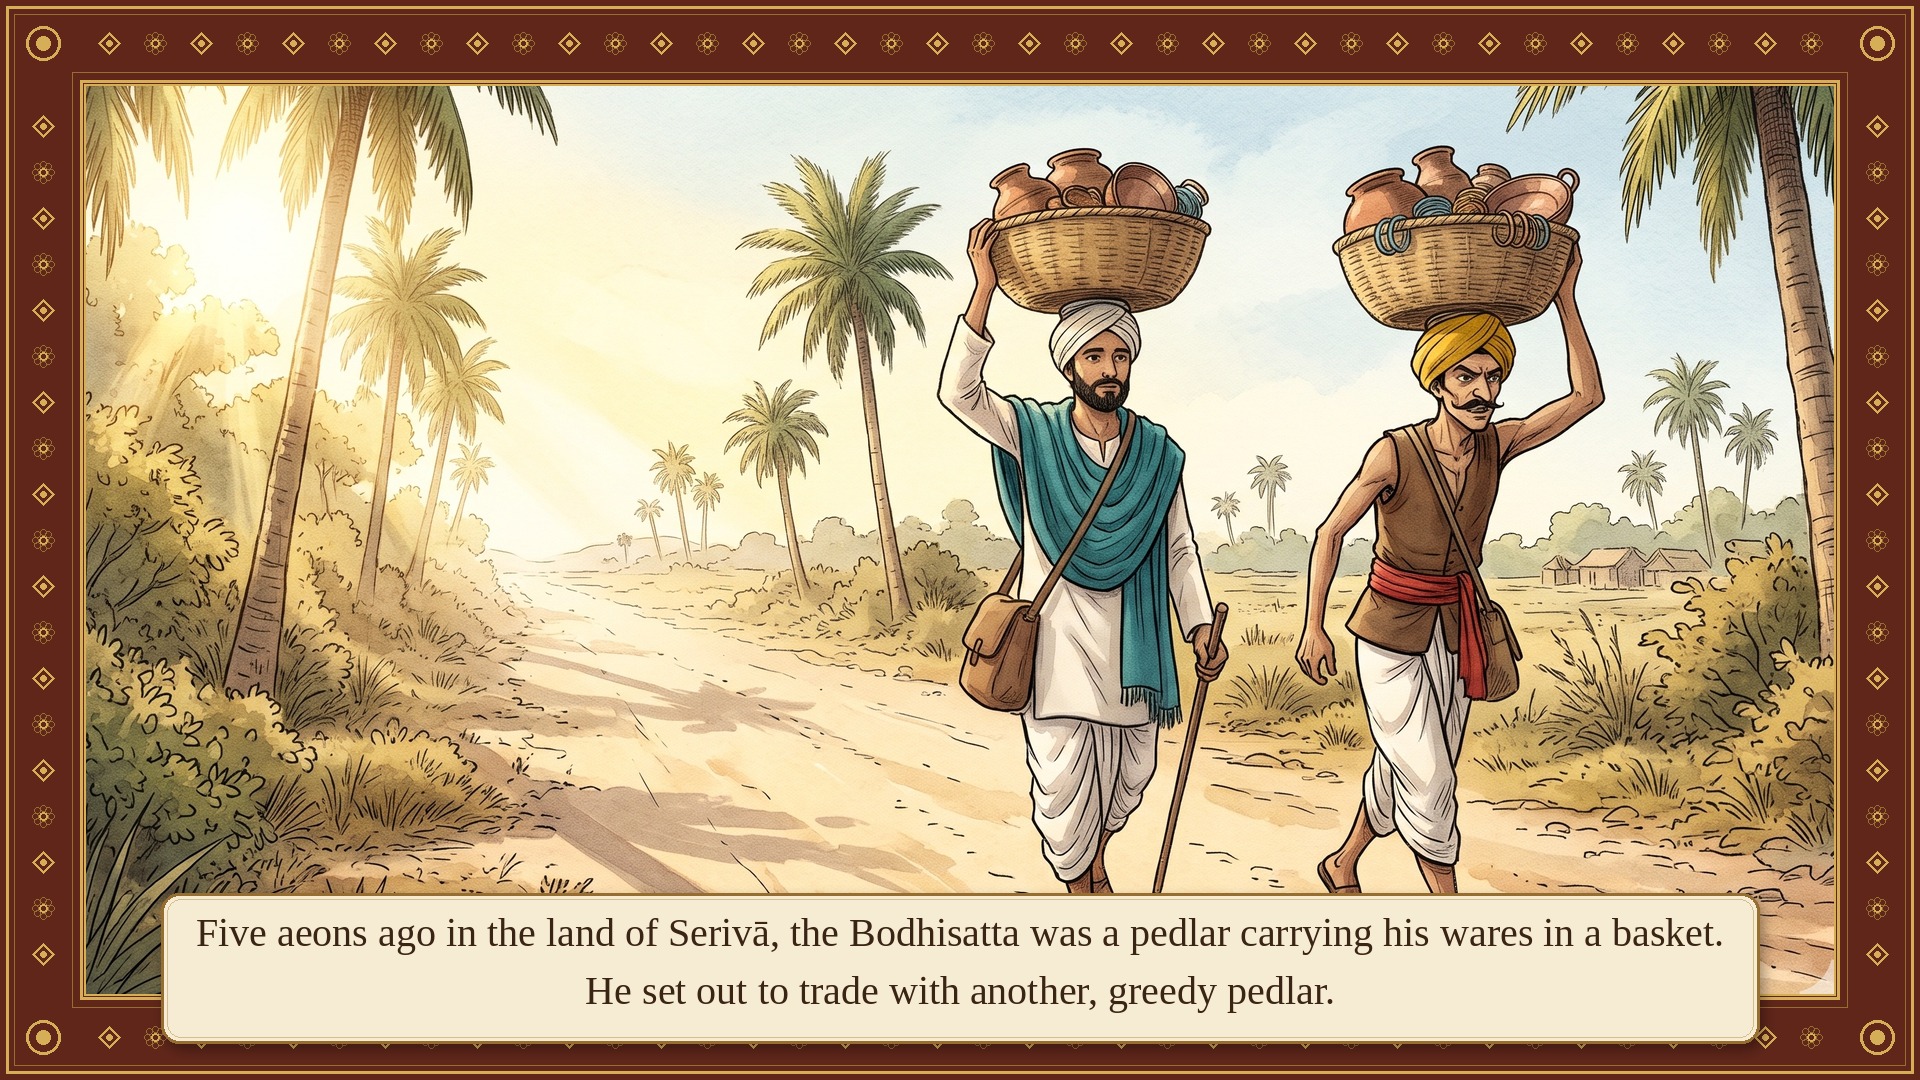 Five aeons ago in the land of Serivā, the Bodhisatta was a pedlar carrying his wares in a basket.
He set out to trade with another, greedy pedlar.